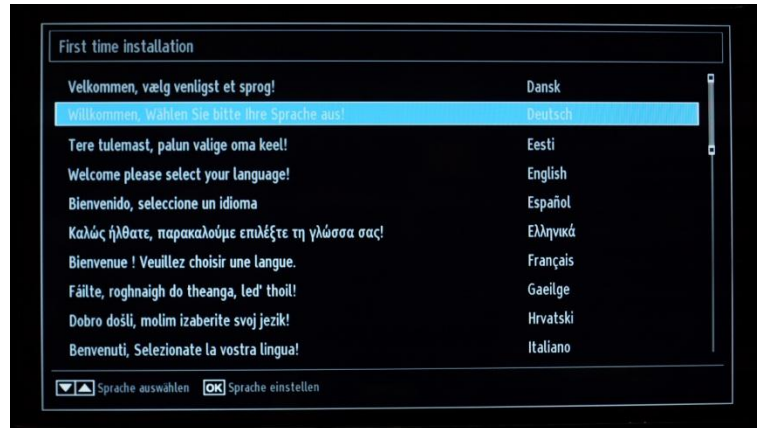 First time installation
Velkommen, vælg venligst et sprog! Dansk
Willkommen, Wählen Sie bitte Ihre Sprache aus! Deutsch
Tere tulemast, palun valige oma keel! Eesti
Welcome please select your language! English
Bienvenido, seleccione un idioma Español
Καλώς ήλθατε, παρακαλούμε επιλέξτε τη γλώσσα σας! Ελληνικά
Bienvenue ! Veuillez choisir une langue. Français
Fáilte, roghnaigh do theanga, led' thoil! Gaeilge
Dobro došli, molim izaberite svoj jezik! Hrvatski
Benvenuti, Selezionate la vostra lingua! Italiano
Sprache auswählen OK Sprache einstellen